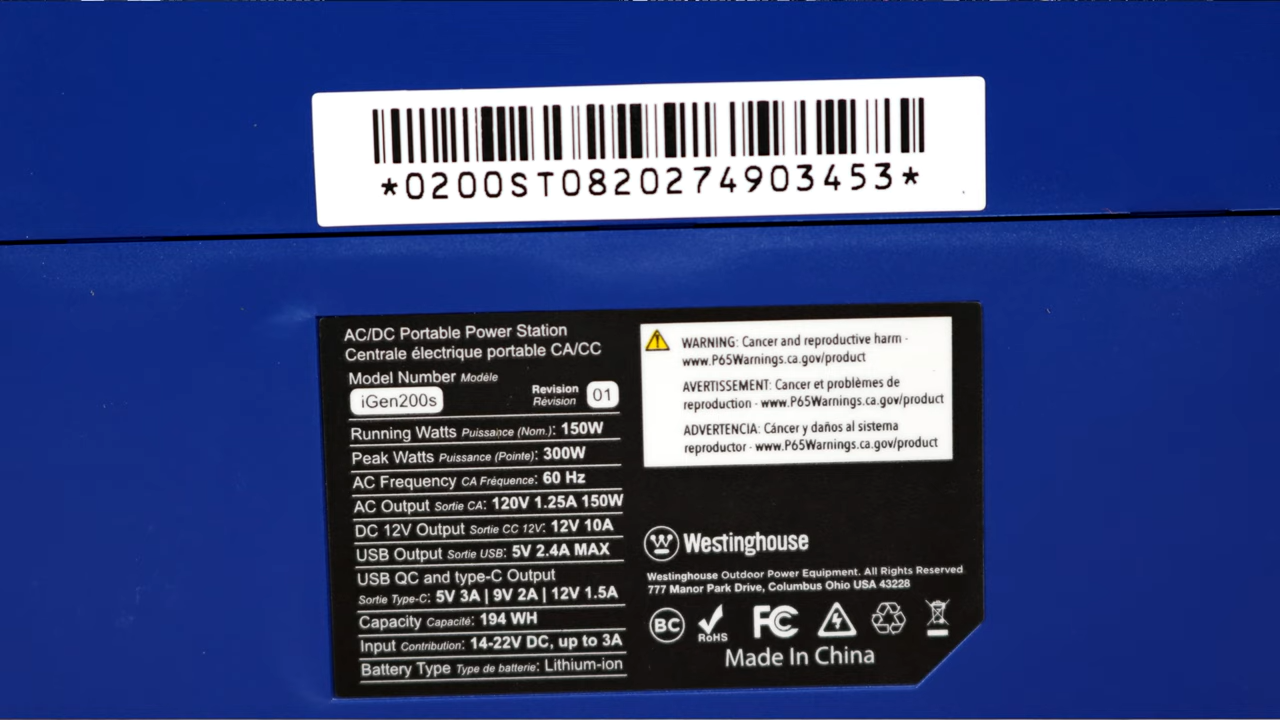 *0200ST0820274903453*
AC/DC Portable Power Station
Centrale électrique portable CA/CC
Model Number Modèle
iGen200s
Revision
Révision
01
Running Watts Puissance (Nom.): 150W
Peak Watts Puissance (Pointe): 300W
AC Frequency CA Fréquence: 60 Hz
AC Output Sortie CA: 120V 1.25A 150W
DC 12V Output Sortie CC 12V: 12V 10A
USB Output Sortie USB: 5V 2.4A MAX
USB QC and type-C Output
Sortie Type-C: 5V 3A | 9V 2A | 12V 1.5A
Capacity Capacité: 194 WH
Input Contribution: 14-22V DC, up to 3A
Battery Type Type de batterie: Lithium-ion
WARNING: Cancer and reproductive harm -
www.P65Warnings.ca.gov/product
AVERTISSEMENT: Cancer et problèmes de
reproduction - www.P65Warnings.ca.gov/product
ADVERTENCIA: Cáncer y daños al sistema
reproductor - www.P65Warnings.ca.gov/product
W Westinghouse
Westinghouse Outdoor Power Equipment. All Rights Reserved
777 Manor Park Drive, Columbus Ohio USA 43228
BC RoHS FC
Made In China